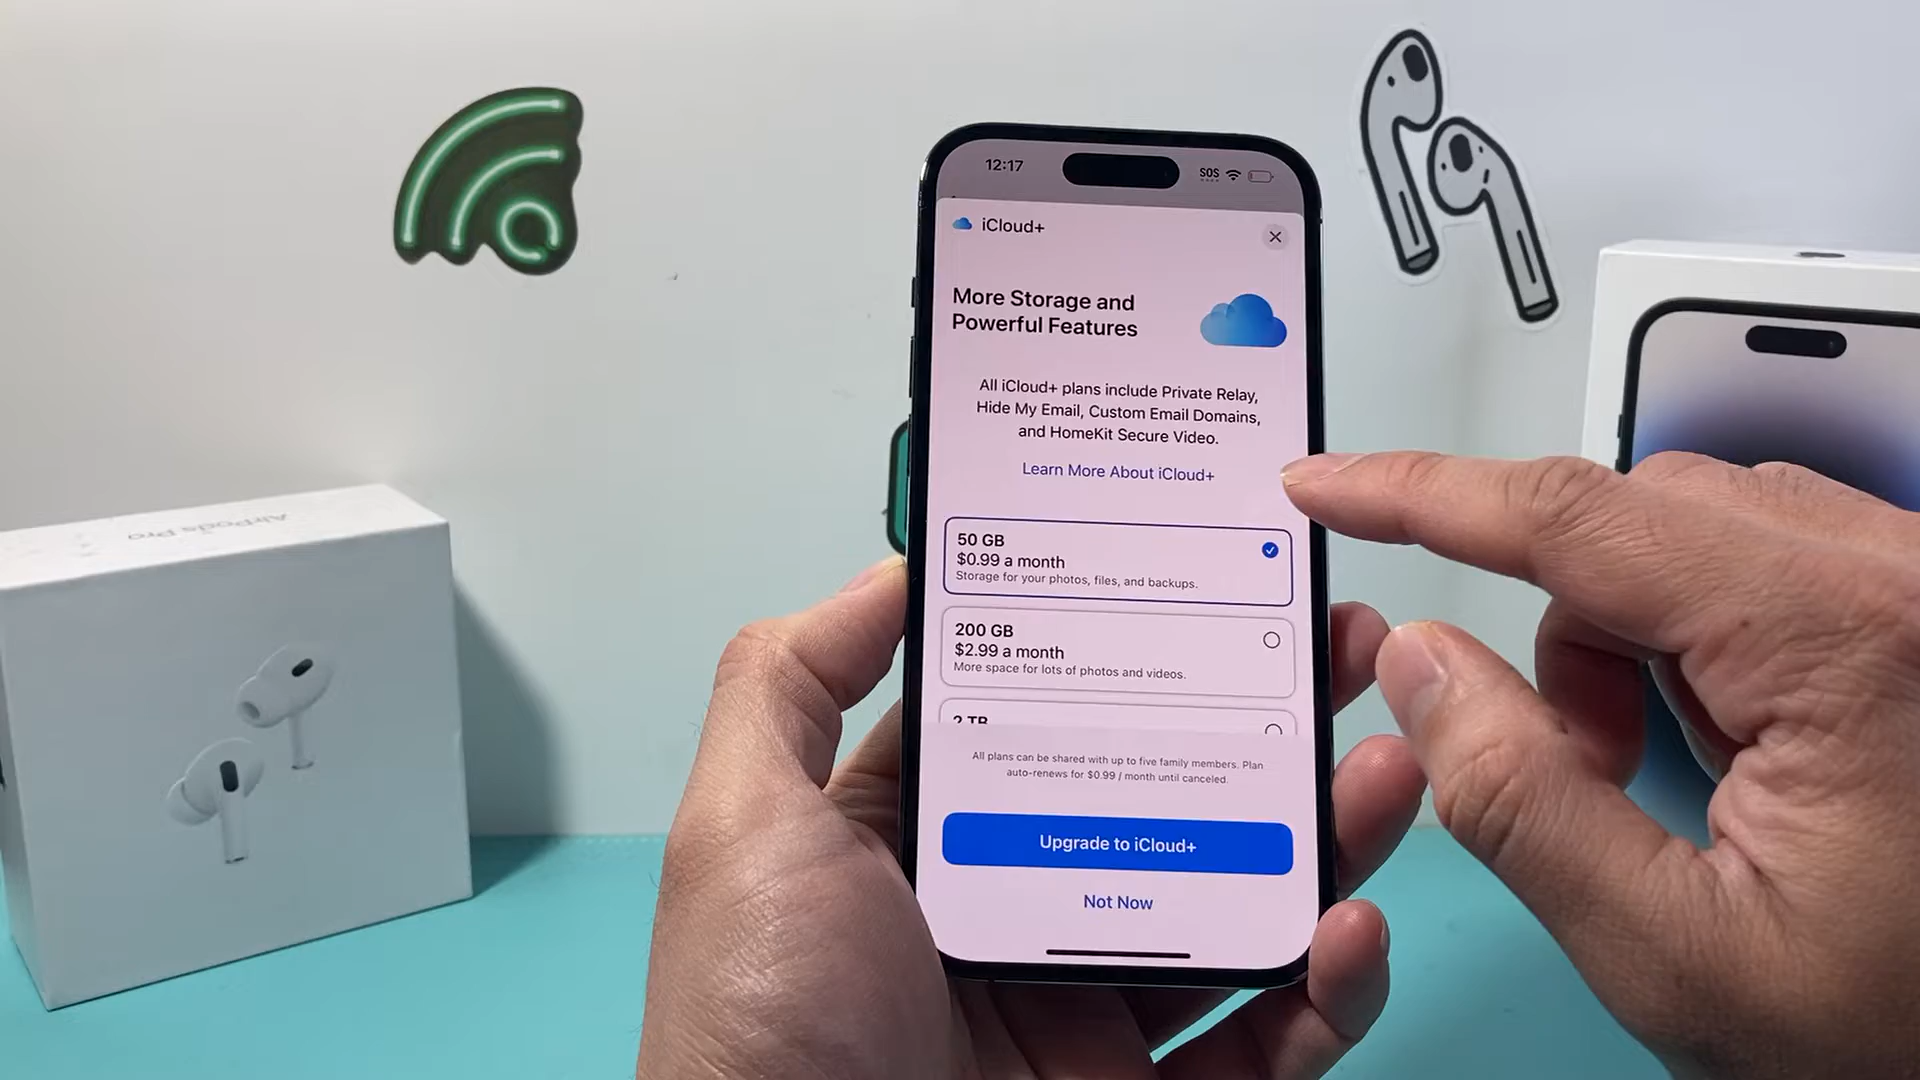 12:17
SOS
iCloud+
More Storage and
Powerful Features
All iCloud+ plans include Private Relay,
Hide My Email, Custom Email Domains,
and HomeKit Secure Video.
Learn More About iCloud+
50 GB
$0.99 a month
Storage for your photos, files, and backups.
200 GB
$2.99 a month
More space for lots of photos and videos.
2 TB
All plans can be shared with up to five family members. Plan
auto-renews for $0.99 / month until canceled.
Upgrade to iCloud+
Not Now
AirPods Pro